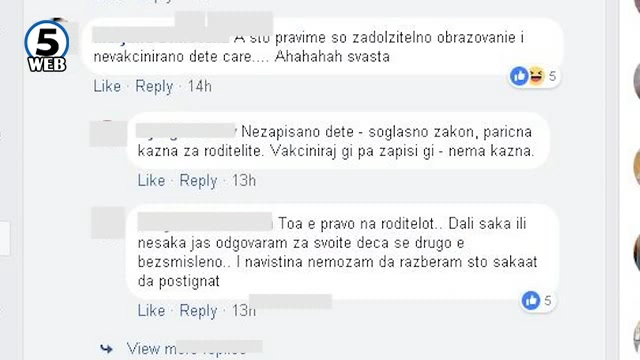 5
WEB
A sto pravime so zadolzitelno obrazovanie i
nevakcinirano dete care.... Ahahahah svasta
5
Like · Reply · 14h
Nezapisano dete - soglasno zakon, paricna
kazna za roditelite. Vakciniraj gi pa zapisi gi - nema kazna.
Like · Reply · 13h
Toa e pravo na roditelot.. Dali saka ili
nesaka jas odgovaram za svoite deca se drugo e
bezsmisleno.. I navistina nemozam da razberam sto sakaat
da postignat
5
Like · Reply · 13h
View more replies